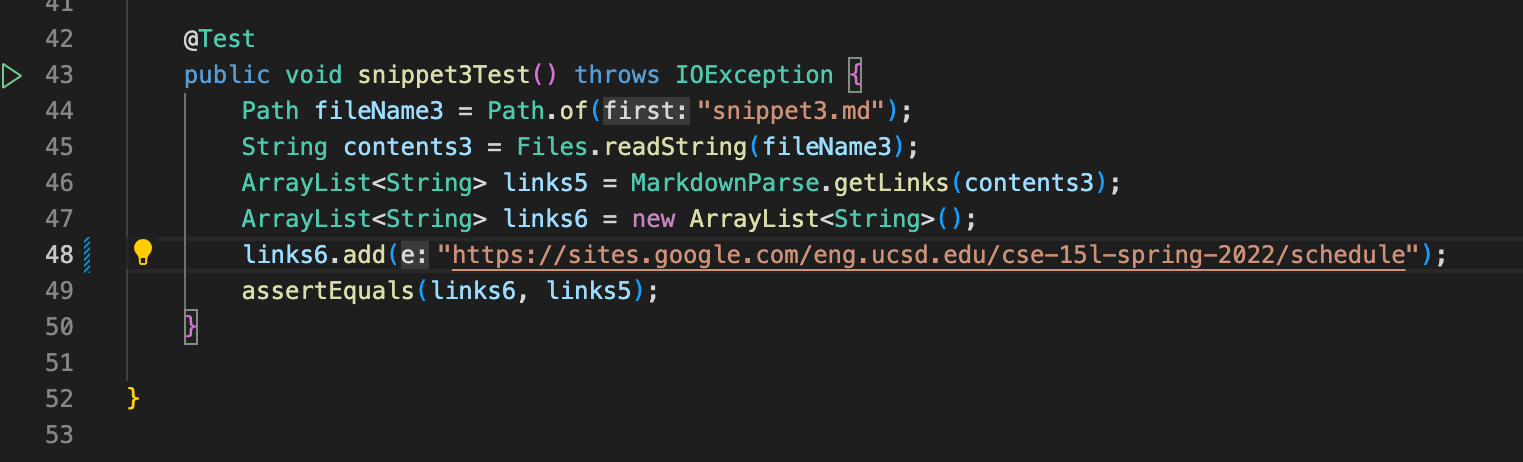 41
42 @Test
43 public void snippet3Test() throws IOException {
44 Path fileName3 = Path.of(first: "snippet3.md");
45 String contents3 = Files.readString(fileName3);
46 ArrayList<String> links5 = MarkdownParse.getLinks(contents3);
47 ArrayList<String> links6 = new ArrayList<String>();
48 links6.add(e: "https://sites.google.com/eng.ucsd.edu/cse-15l-spring-2022/schedule");
49 assertEquals(links6, links5);
50 }
51
52 }
53